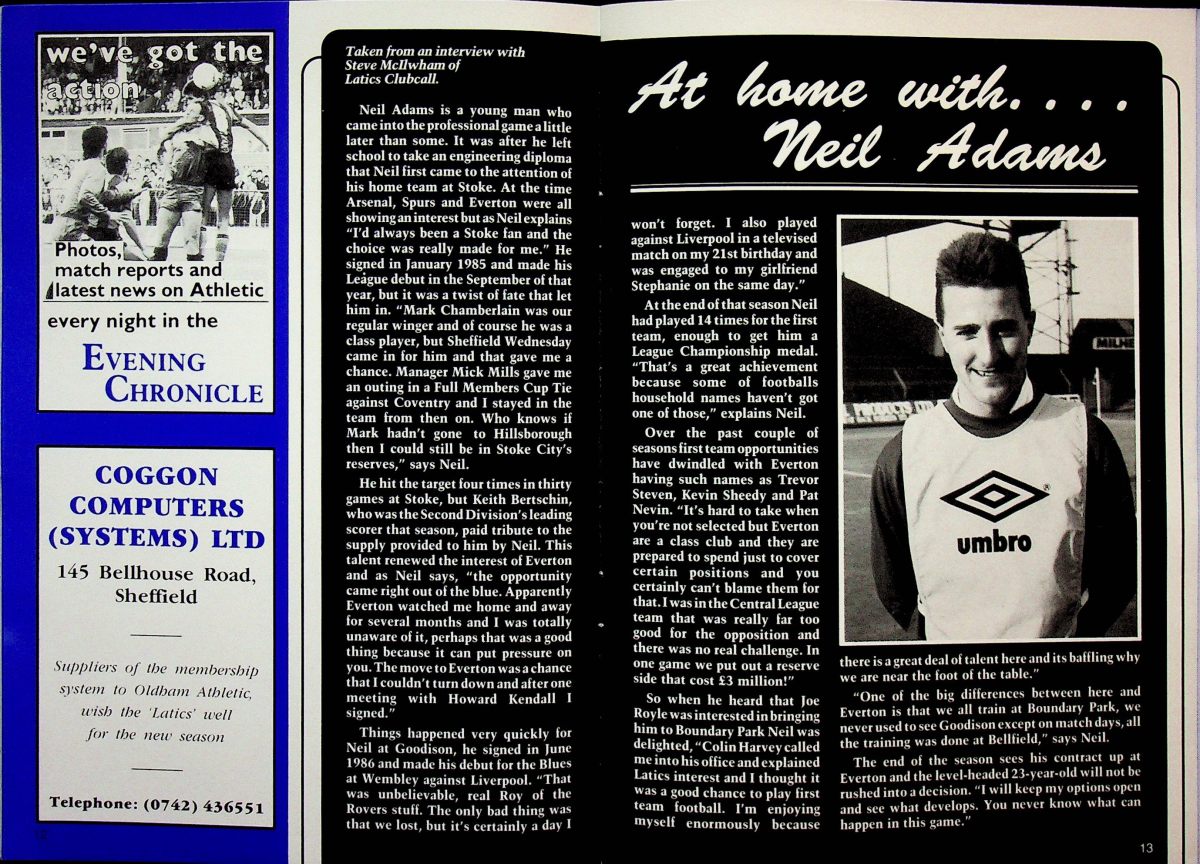 we've got the
action
Photos,
match reports and
latest news on Athletic
every night in the
EVENING
CHRONICLE
COGGON
COMPUTERS
(SYSTEMS) LTD
145 Bellhouse Road,
Sheffield
Suppliers of the membership
system to Oldham Athletic,
wish the 'Latics' well
for the new season
Telephone: (0742) 436551
12
Taken from an interview with
Steve McIlwham of
Latics Clubcall.
Neil Adams is a young man who
came into the professional game a little
later than some. It was after he left
school to take an engineering diploma
that Neil first came to the attention of
his home team at Stoke. At the time
Arsenal, Spurs and Everton were all
showing an interest but as Neil explains
"I'd always been a Stoke fan and the
choice was really made for me." He
signed in January 1985 and made his
League debut in the September of that
year, but it was a twist of fate that let
him in. "Mark Chamberlain was our
regular winger and of course he was a
class player, but Sheffield Wednesday
came in for him and that gave me a
chance. Manager Mick Mills gave me
an outing in a Full Members Cup Tie
against Coventry and I stayed in the
team from then on. Who knows if
Mark hadn't gone to Hillsborough
then I could still be in Stoke City's
reserves," says Neil.
He hit the target four times in thirty
games at Stoke, but Keith Bertschin,
who was the Second Division's leading
scorer that season, paid tribute to the
supply provided to him by Neil. This
talent renewed the interest of Everton
and as Neil says, "the opportunity
came right out of the blue. Apparently
Everton watched me home and away
for several months and I was totally
unaware of it, perhaps that was a good
thing because it can put pressure on
you. The move to Everton was a chance
that I couldn't turn down and after one
meeting with Howard Kendall I
signed."
Things happened very quickly for
Neil at Goodison, he signed in June
1986 and made his debut for the Blues
at Wembley against Liverpool. "That
was unbelievable, real Roy of the
Rovers stuff. The only bad thing was
that we lost, but it's certainly a day I
At home with. . . .
Neil Adams
won't forget. I also played
against Liverpool in a televised
match on my 21st birthday and
was engaged to my girlfriend
Stephanie on the same day."
At the end of that season Neil
had played 14 times for the first
team, enough to get him a
League Championship medal.
"That's a great achievement
because some of footballs
household names haven't got
one of those," explains Neil.
Over the past couple of
seasons first team opportunities
have dwindled with Everton
having such names as Trevor
Steven, Kevin Sheedy and Pat
Nevin. "It's hard to take when
you're not selected but Everton
are a class club and they are
prepared to spend just to cover
certain positions and you
certainly can't blame them for
that. I was in the Central League
team that was really far too
good for the opposition and
there was no real challenge. In
one game we put out a reserve
side that cost £3 million!"
So when he heard that Joe
Royle was interested in bringing
him to Boundary Park Neil was
delighted, "Colin Harvey called
me into his office and explained
Latics interest and I thought it
was a good chance to play first
team football. I'm enjoying
myself enormously because
MILNE
umbro
there is a great deal of talent here and its baffling why
we are near the foot of the table."
"One of the big differences between here and
Everton is that we all train at Boundary Park, we
never used to see Goodison except on match days, all
the training was done at Bellfield," says Neil.
The end of the season sees his contract up at
Everton and the level-headed 23-year-old will not be
rushed into a decision. "I will keep my options open
and see what develops. You never know what can
happen in this game."
13